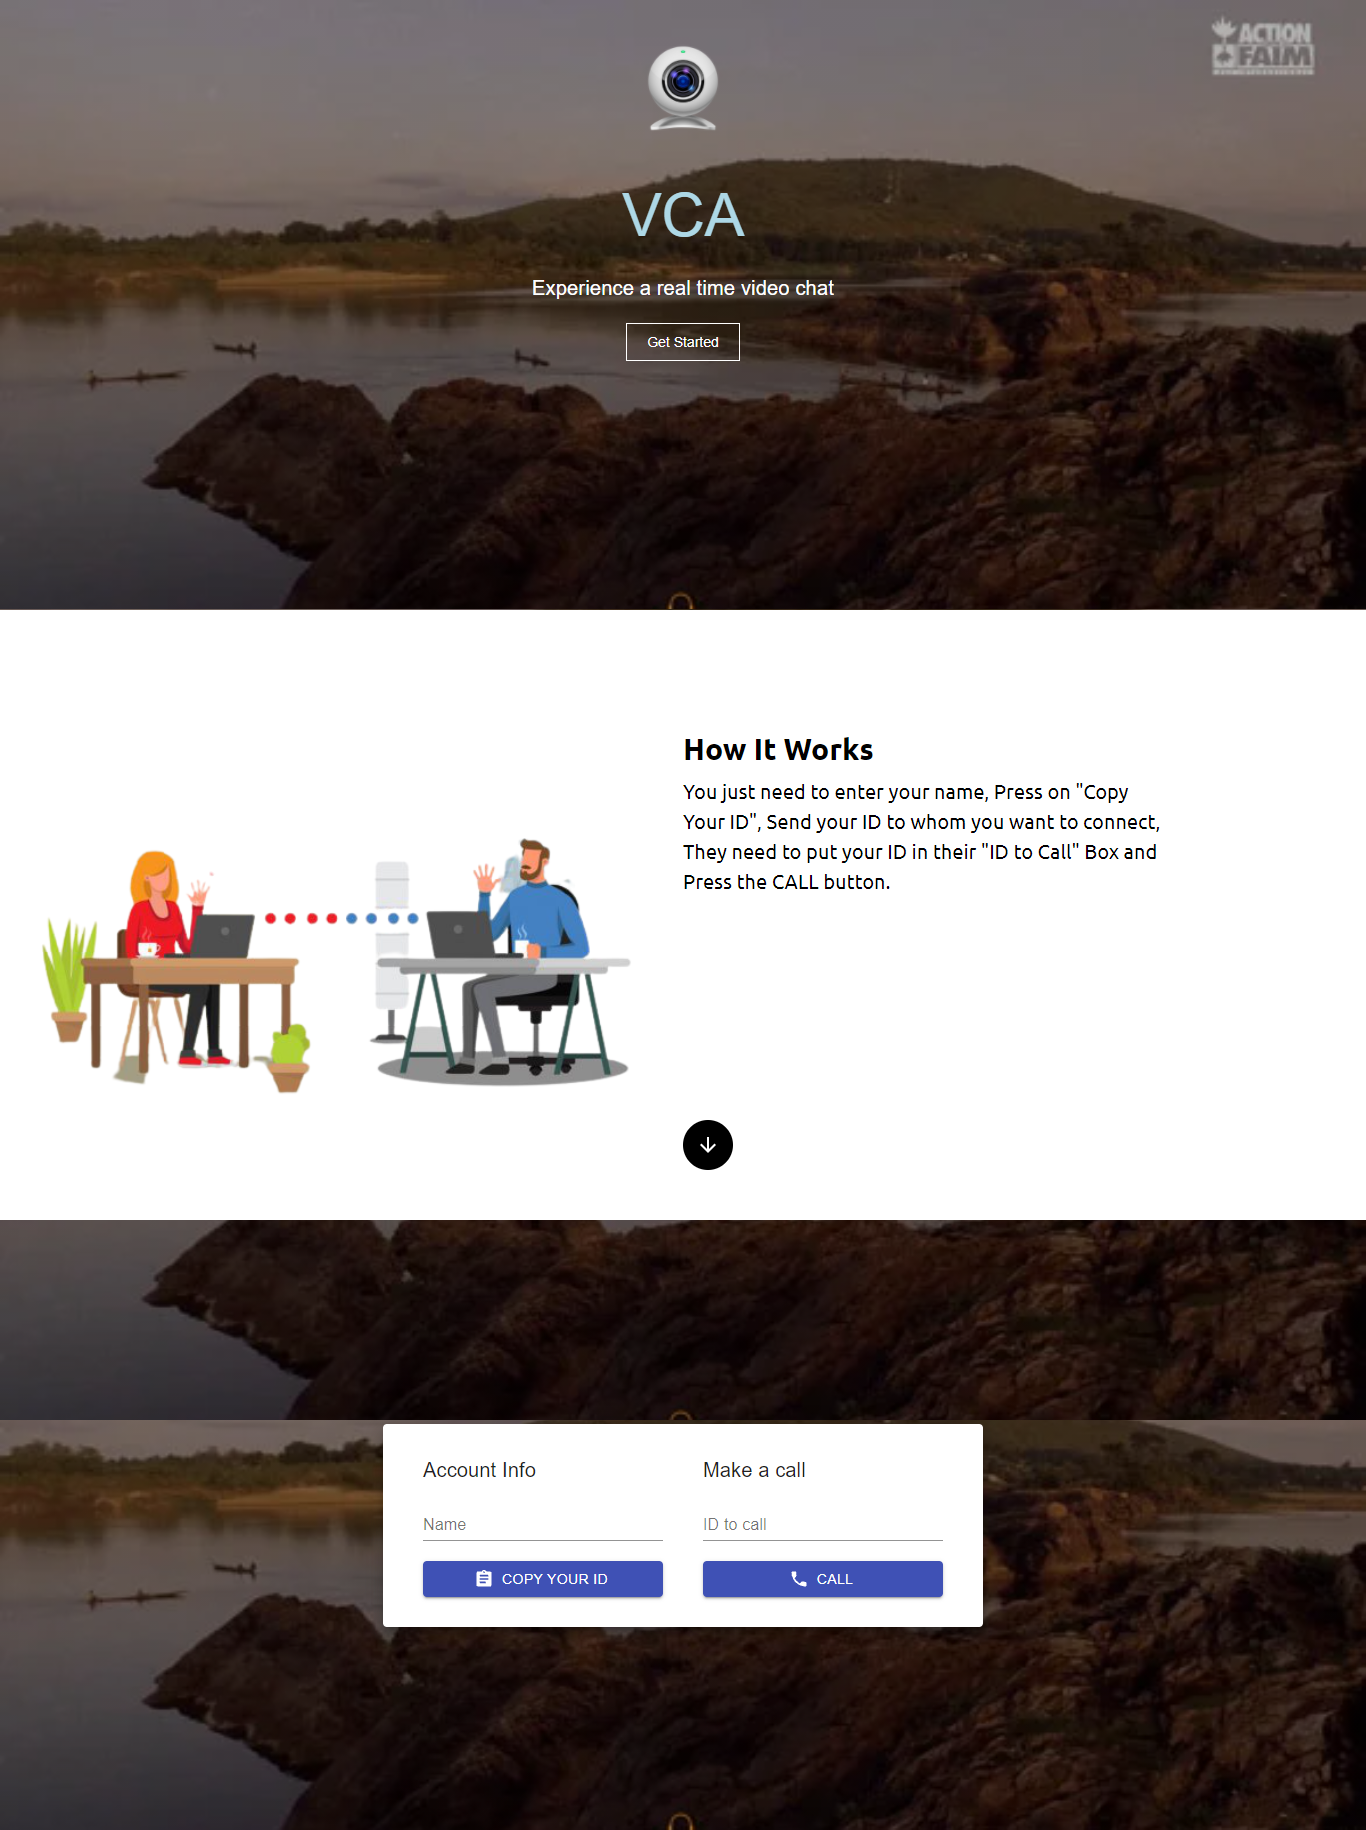 ACTION
FAIM
VCA
Experience a real time video chat
Get Started
How It Works
You just need to enter your name, Press on "Copy
Your ID", Send your ID to whom you want to connect,
They need to put your ID in their "ID to Call" Box and
Press the CALL button.
Account Info
Make a call
Name
ID to call
COPY YOUR ID
CALL